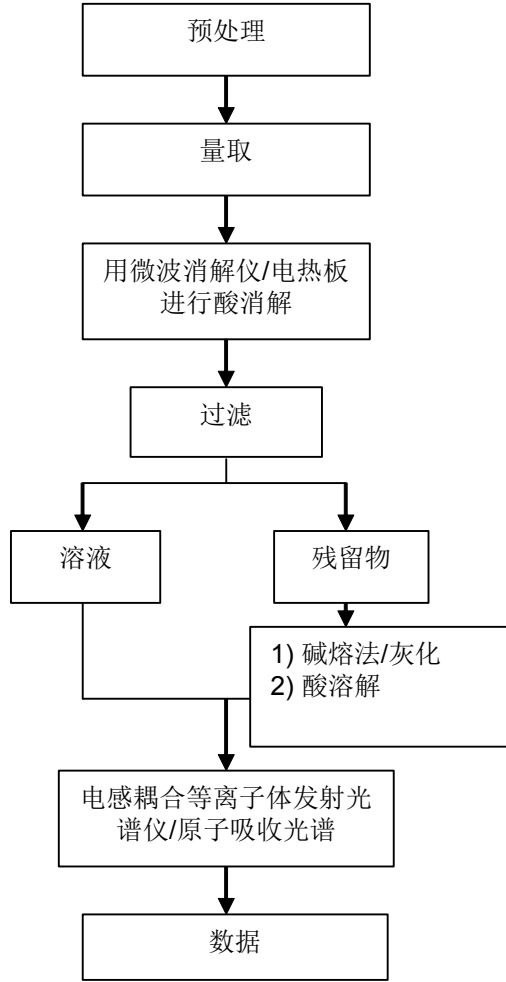 预处理
量取
用微波消解仪/电热板
进行酸消解
过滤
溶液
残留物
1) 碱熔法/灰化
2) 酸溶解
电感耦合等离子体发射光
谱仪/原子吸收光谱
数据